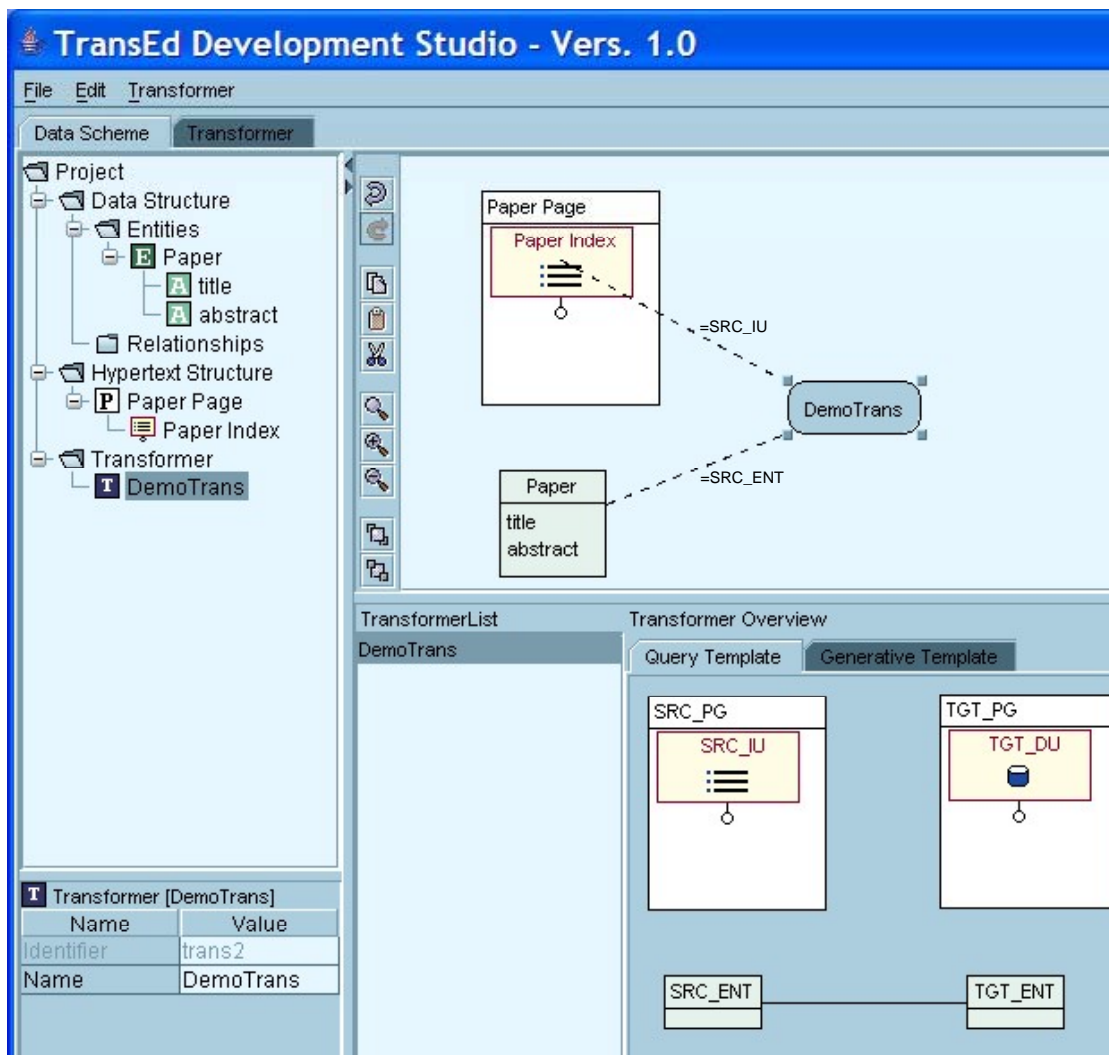 TransEd Development Studio - Vers. 1.0
File Edit Transformer
Data Scheme Transformer
Project
Data Structure
Entities
E Paper
A title
A abstract
Relationships
Hypertext Structure
P Paper Page
Paper Index
Transformer
T DemoTrans
Paper Page
Paper Index
=SRC_IU
DemoTrans
=SRC_ENT
Paper
title
abstract
TransformerList
DemoTrans
Transformer Overview
Query Template Generative Template
SRC_PG
SRC_IU
TGT_PG
TGT_DU
SRC_ENT
TGT_ENT
T Transformer [DemoTrans]
Name Value
Identifier trans2
Name DemoTrans